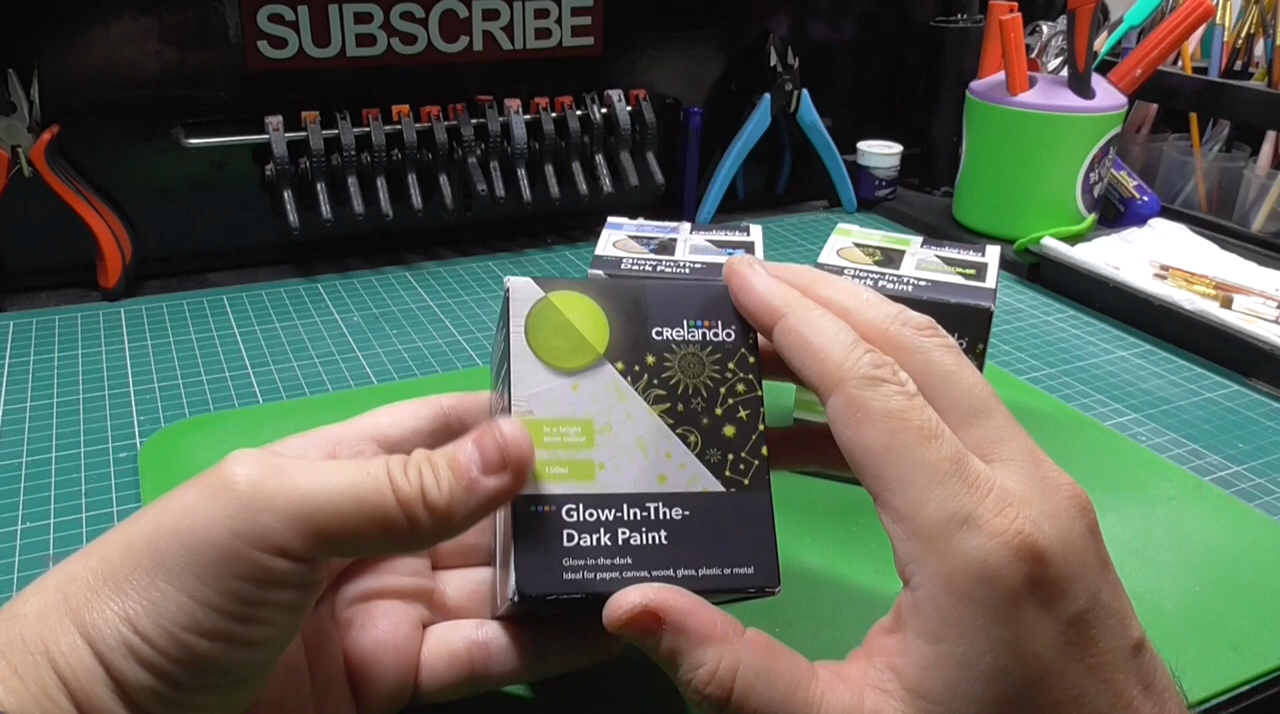 SUBSCRIBE
crelando
Glow-In-The-
Dark Paint
crelando
WELCOME
Glow-In-The-
Dark Paint
crelando
in a bright
neon colour
150ml
Glow-In-The-
Dark Paint
Glow-in-the-dark
Ideal for paper, canvas, wood, glass, plastic or metal